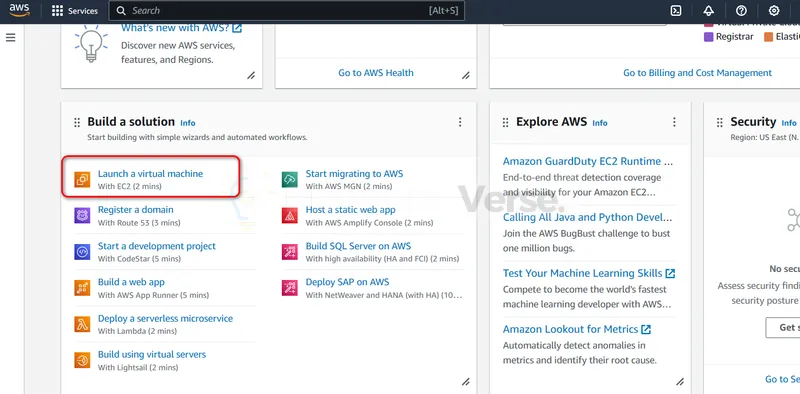 aws
Services
Search
[Alt+S]
What's new with AWS?
Discover new AWS services,
features, and Regions.
Go to AWS Health
Registrar
Go to Billing and Cost Management
Build a solution Info
Start building with simple wizards and automated workflows.
Launch a virtual machine
With EC2 (2 mins)
Start migrating to AWS
With AWS MGN (2 mins)
Register a domain
With Route 53 (3 mins)
Host a static web app
With AWS Amplify Console (2 mins)
Start a development project
With CodeStar (5 mins)
Build SQL Server on AWS
With high availability (HA and FCI) (2 mins)
Build a web app
With AWS App Runner (5 mins)
Deploy SAP on AWS
With NetWeaver and HANA (with HA) (10...
Deploy a serverless microservice
With Lambda (2 mins)
Build using virtual servers
With Lightsail (2 mins)
Verse.
Explore AWS Info
Amazon GuardDuty EC2 Runtime ...
End-to-end threat detection coverage
and visibility for your Amazon EC2...
Calling All Java and Python Devel...
Join the AWS BugBust challenge to bust
one million bugs.
Test Your Machine Learning Skills
Compete to become the world's fastest
machine learning developer with AWS...
Amazon Lookout for Metrics
Automatically detect anomalies in
metrics and identify their root cause.
Security Info
Region: US East (N.
No secu
Assess security findin
security posture
Get s
Go to Se